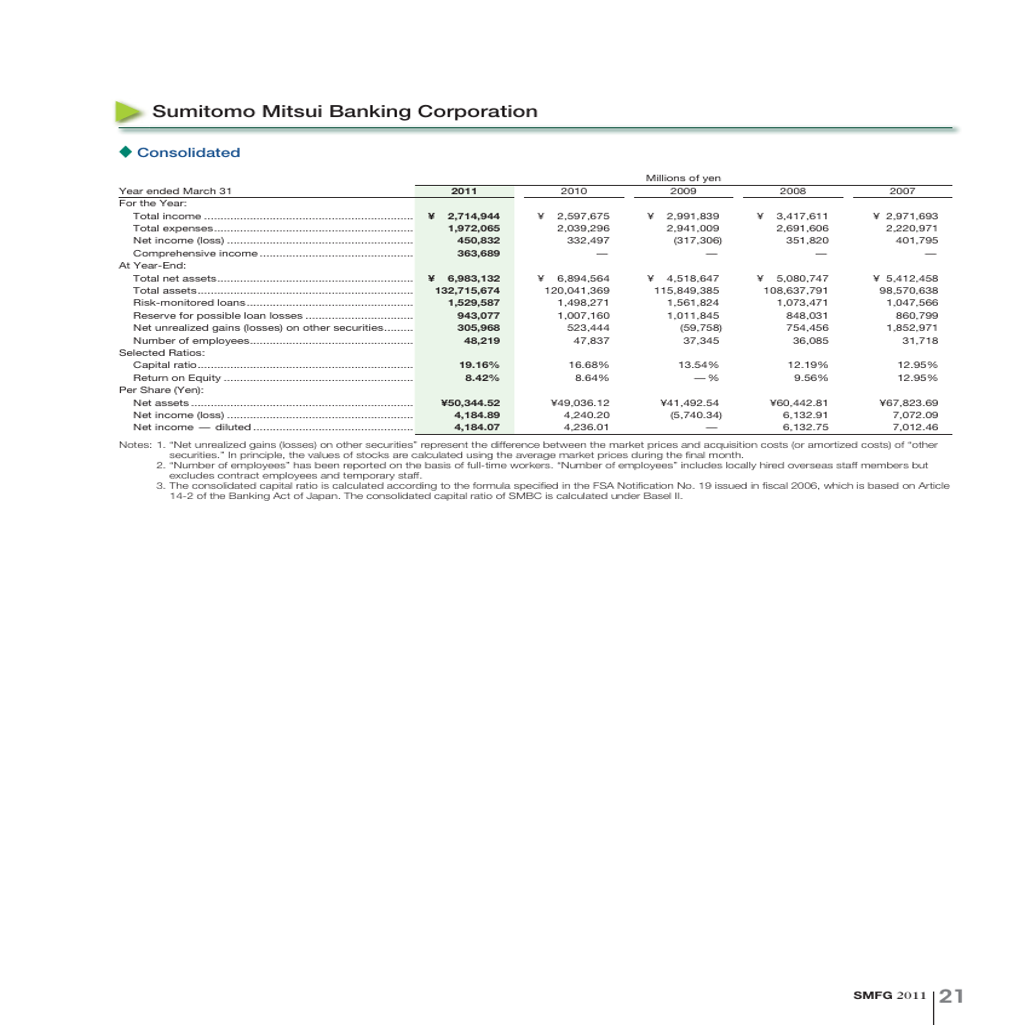 Sumitomo Mitsui Banking Corporation
Consolidated
Millions of yen
Year ended March 31 2011 2010 2009 2008 2007
For the Year:
Total income ¥ 2,714,944 ¥ 2,597,675 ¥ 2,991,839 ¥ 3,417,611 ¥ 2,971,693
Total expenses 1,972,065 2,039,296 2,941,009 2,691,606 2,220,971
Net income (loss) 450,832 332,497 (317,306) 351,820 401,795
Comprehensive income 363,689 — — — —
At Year-End:
Total net assets ¥ 6,983,132 ¥ 6,894,564 ¥ 4,518,647 ¥ 5,080,747 ¥ 5,412,458
Total assets 132,715,674 120,041,369 115,849,385 108,637,791 98,570,638
Risk-monitored loans 1,529,587 1,498,271 1,561,824 1,073,471 1,047,566
Reserve for possible loan losses 943,077 1,007,160 1,011,845 848,031 860,799
Net unrealized gains (losses) on other securities 305,968 523,444 (59,758) 754,456 1,852,971
Number of employees 48,219 47,837 37,345 36,085 31,718
Selected Ratios:
Capital ratio 19.16% 16.68% 13.54% 12.19% 12.95%
Return on Equity 8.42% 8.64% — % 9.56% 12.95%
Per Share (Yen):
Net assets ¥50,344.52 ¥49,036.12 ¥41,492.54 ¥60,442.81 ¥67,823.69
Net income (loss) 4,184.89 4,240.20 (5,740.34) 6,132.91 7,072.09
Net income — diluted 4,184.07 4,236.01 — 6,132.75 7,012.46
Notes: 1. “Net unrealized gains (losses) on other securities” represent the difference between the market prices and acquisition costs (or amortized costs) of “other
securities.” In principle, the values of stocks are calculated using the average market prices during the final month.
2. “Number of employees” has been reported on the basis of full-time workers. “Number of employees” includes locally hired overseas staff members but
excludes contract employees and temporary staff.
3. The consolidated capital ratio is calculated according to the formula specified in the FSA Notification No. 19 issued in fiscal 2006, which is based on Article
14-2 of the Banking Act of Japan. The consolidated capital ratio of SMBC is calculated under Basel II.
SMFG 2011 21